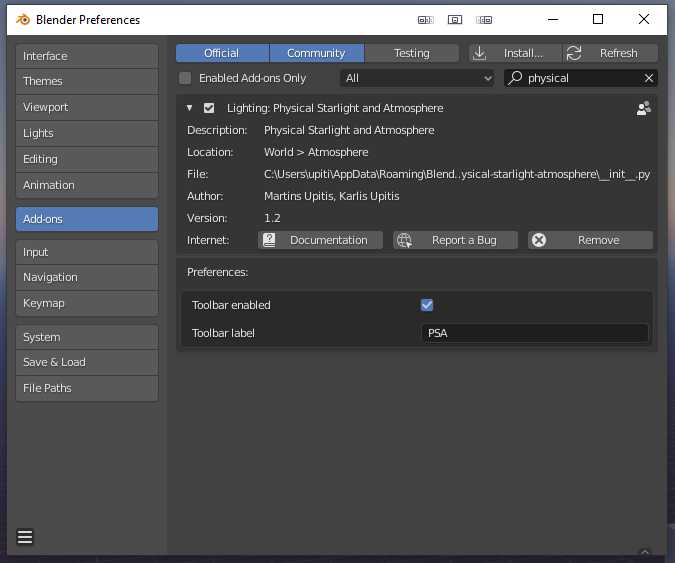 Blender Preferences
Interface
Themes
Viewport
Lights
Editing
Animation
Add-ons
Input
Navigation
Keymap
System
Save & Load
File Paths
Official Community Testing Install... Refresh
Enabled Add-ons Only All physical
Lighting: Physical Starlight and Atmosphere
Description: Physical Starlight and Atmosphere
Location: World > Atmosphere
File: C:\Users\upiti\AppData\Roaming\Blend..ysical-starlight-atmosphere\__init__.py
Author: Martins Upitis, Karlis Upitis
Version: 1.2
Internet: Documentation Report a Bug Remove
Preferences:
Toolbar enabled
Toolbar label PSA